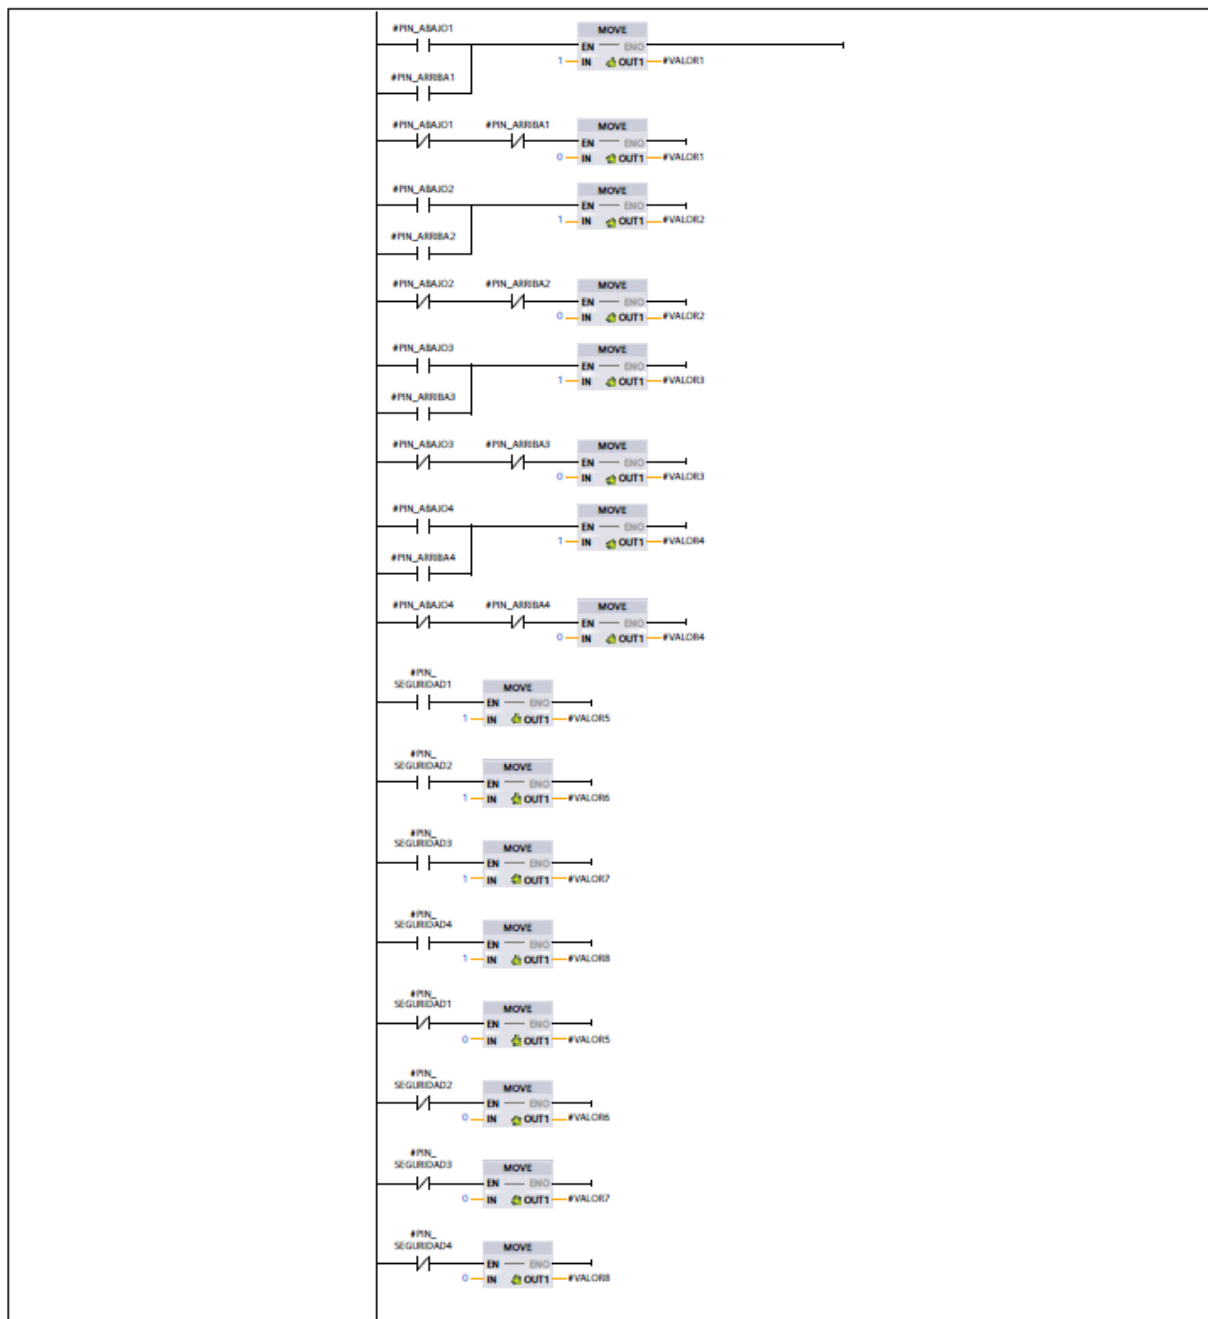 #PIN_ABAJO1
MOVE
EN ENO
1 IN OUT1 #VALOR1
#PIN_ARRIBA1
#PIN_ABAJO1 #PIN_ARRIBA1
MOVE
EN ENO
0 IN OUT1 #VALOR1
#PIN_ABAJO2
MOVE
EN ENO
1 IN OUT1 #VALOR2
#PIN_ARRIBA2
#PIN_ABAJO2 #PIN_ARRIBA2
MOVE
EN ENO
0 IN OUT1 #VALOR2
#PIN_ABAJO3
MOVE
EN ENO
1 IN OUT1 #VALOR3
#PIN_ARRIBA3
#PIN_ABAJO3 #PIN_ARRIBA3
MOVE
EN ENO
0 IN OUT1 #VALOR3
#PIN_ABAJO4
MOVE
EN ENO
1 IN OUT1 #VALOR4
#PIN_ARRIBA4
#PIN_ABAJO4 #PIN_ARRIBA4
MOVE
EN ENO
0 IN OUT1 #VALOR4
#PIN_
SEGURIDAD1
MOVE
EN ENO
1 IN OUT1 #VALOR5
#PIN_
SEGURIDAD2
MOVE
EN ENO
1 IN OUT1 #VALOR6
#PIN_
SEGURIDAD3
MOVE
EN ENO
1 IN OUT1 #VALOR7
#PIN_
SEGURIDAD4
MOVE
EN ENO
1 IN OUT1 #VALOR8
#PIN_
SEGURIDAD1
MOVE
EN ENO
0 IN OUT1 #VALOR5
#PIN_
SEGURIDAD2
MOVE
EN ENO
0 IN OUT1 #VALOR6
#PIN_
SEGURIDAD3
MOVE
EN ENO
0 IN OUT1 #VALOR7
#PIN_
SEGURIDAD4
MOVE
EN ENO
0 IN OUT1 #VALOR8